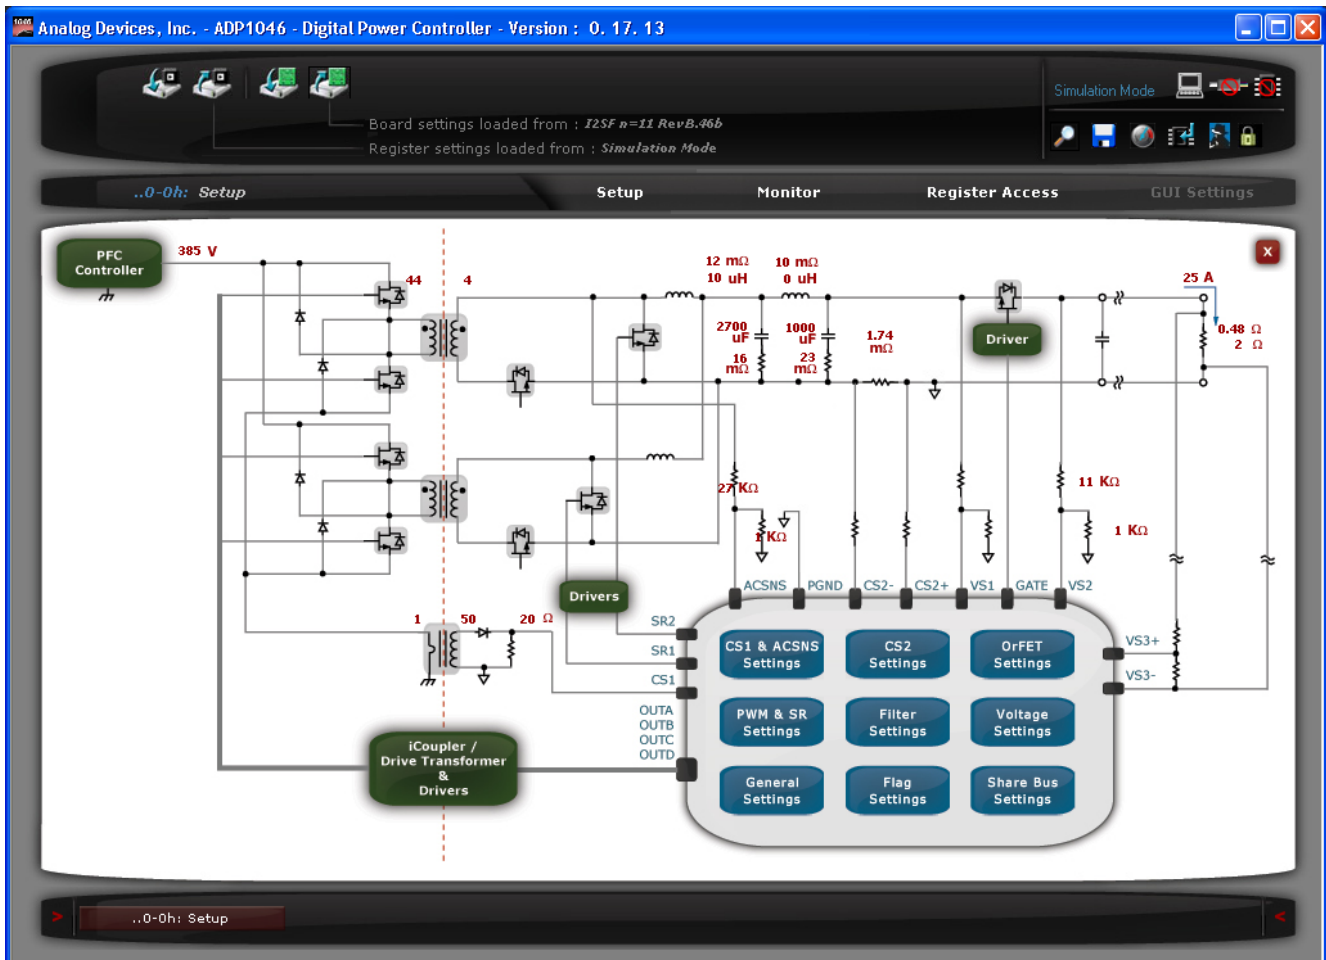 1046 Analog Devices, Inc. - ADP1046 - Digital Power Controller - Version : 0. 17. 13
Simulation Mode
Board settings loaded from : I2SF n=11 RevB.46b
Register settings loaded from : Simulation Mode
..0-0h: Setup
Setup
Monitor
Register Access
GUI Settings
PFC
Controller
385 V
x
44
4
12 mΩ
10 uH
10 mΩ
0 uH
25 A
2700
uF
1000
uF
1.74
mΩ
Driver
0.48 Ω
2 Ω
16
mΩ
23
mΩ
27 KΩ
11 KΩ
1 KΩ
1 KΩ
Drivers
ACSNS
PGND
CS2-
CS2+
VS1
GATE
VS2
1
50
20 Ω
SR2
SR1
CS1
OUTA
OUTB
OUTC
OUTD
VS3+
VS3-
CS1 & ACSNS
Settings
CS2
Settings
OrFET
Settings
PWM & SR
Settings
Filter
Settings
Voltage
Settings
General
Settings
Flag
Settings
Share Bus
Settings
iCoupler /
Drive Transformer
&
Drivers
> ..0-0h: Setup <